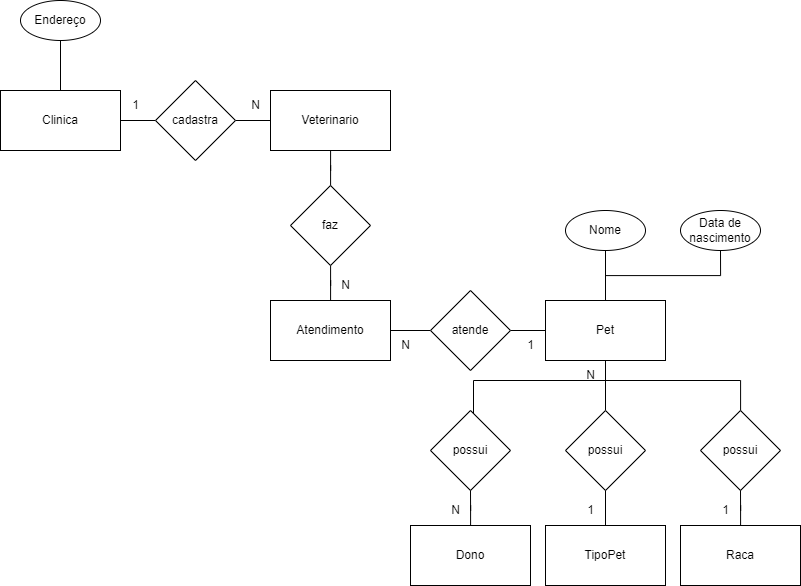 Endereço
Clinica
1
cadastra
N
Veterinario
faz
N
Nome
Data de
nascimento
Atendimento
N
atende
1
Pet
N
possui
possui
possui
N
1
1
Dono
TipoPet
Raca